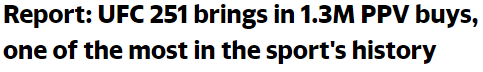 Report: UFC 251 brings in 1.3M PPV buys,
one of the most in the sport's history